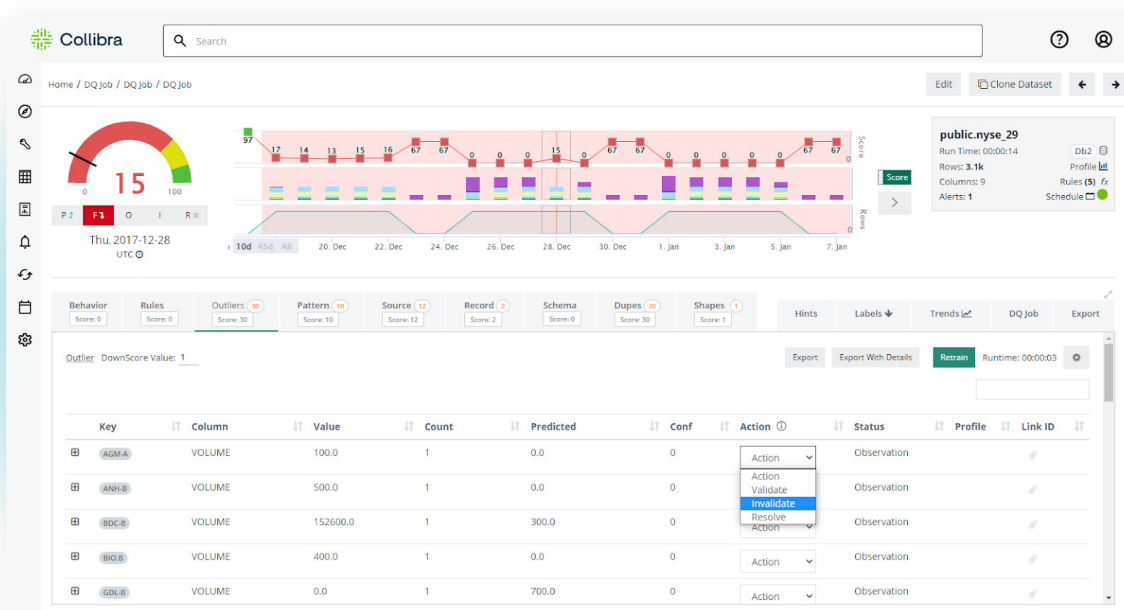 Collibra
Search
Home / DQ Job / DQ Job / DQ Job
Edit
Clone Dataset
97 17 14 13 15 16 67 67 0 0 0 15 0 67 67 0 0 0 0 0 67 67
0
Score
0
Rows
0 15 100
P F O I R
Thu, 2017-12-28
UTC
10d 45d All 20. Dec 22. Dec 24. Dec 26. Dec 28. Dec 30. Dec 1. Jan 3. Jan 5. Jan 7. Jan
Score
public.nyse_29
Run Time: 00:00:14 Db2
Rows: 3.1k Profile
Columns: 9 Rules (5) fx
Alerts: 1 Schedule
Behavior Rules Outliers 30 Pattern 10 Source 12 Record 2 Schema Dupes 30 Shapes 1
Score: 0 Score: 0 Score: 30 Score: 10 Score: 12 Score: 2 Score: 0 Score: 30 Score: 1
Hints Labels Trends DQ Job Export
Outlier DownScore Value: 1
Export Export With Details Retrain Runtime: 00:00:03
Key Column Value Count Predicted Conf Action Status Profile Link ID
AGM-A VOLUME 100.0 1 0.0 0 Action Observation
Action
Validate
Invalidate
Resolve
ANH-B VOLUME 500.0 1 0.0 0 Observation
BDC-B VOLUME 152600.0 1 300.0 0 Action Observation
BIO.B VOLUME 400.0 1 0.0 0 Action Observation
GDL-B VOLUME 0.0 1 700.0 0 Action Observation